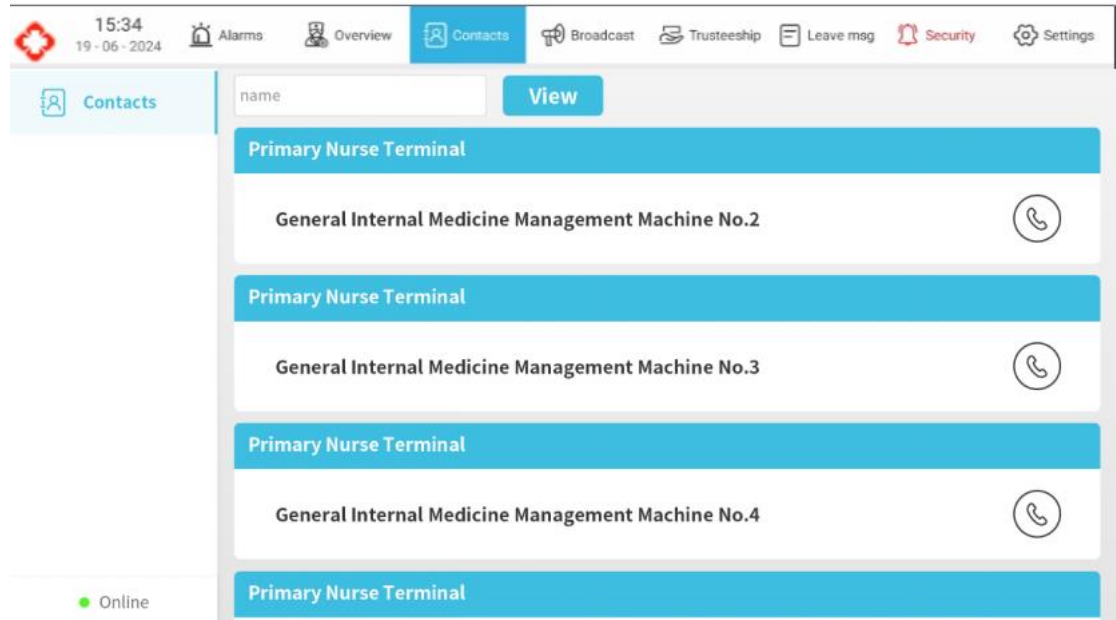 15:34
19 - 06 - 2024
Alarms
Overview
Contacts
Broadcast
Trusteeship
Leave msg
Security
Settings
Contacts
name
View
Primary Nurse Terminal
General Internal Medicine Management Machine No.2
Primary Nurse Terminal
General Internal Medicine Management Machine No.3
Primary Nurse Terminal
General Internal Medicine Management Machine No.4
Primary Nurse Terminal
Online